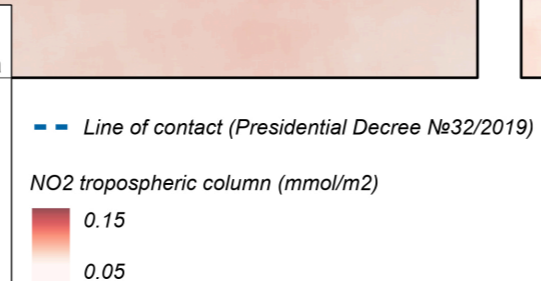 Line of contact (Presidential Decree №32/2019)
NO2 tropospheric column (mmol/m2)
0.15
0.05